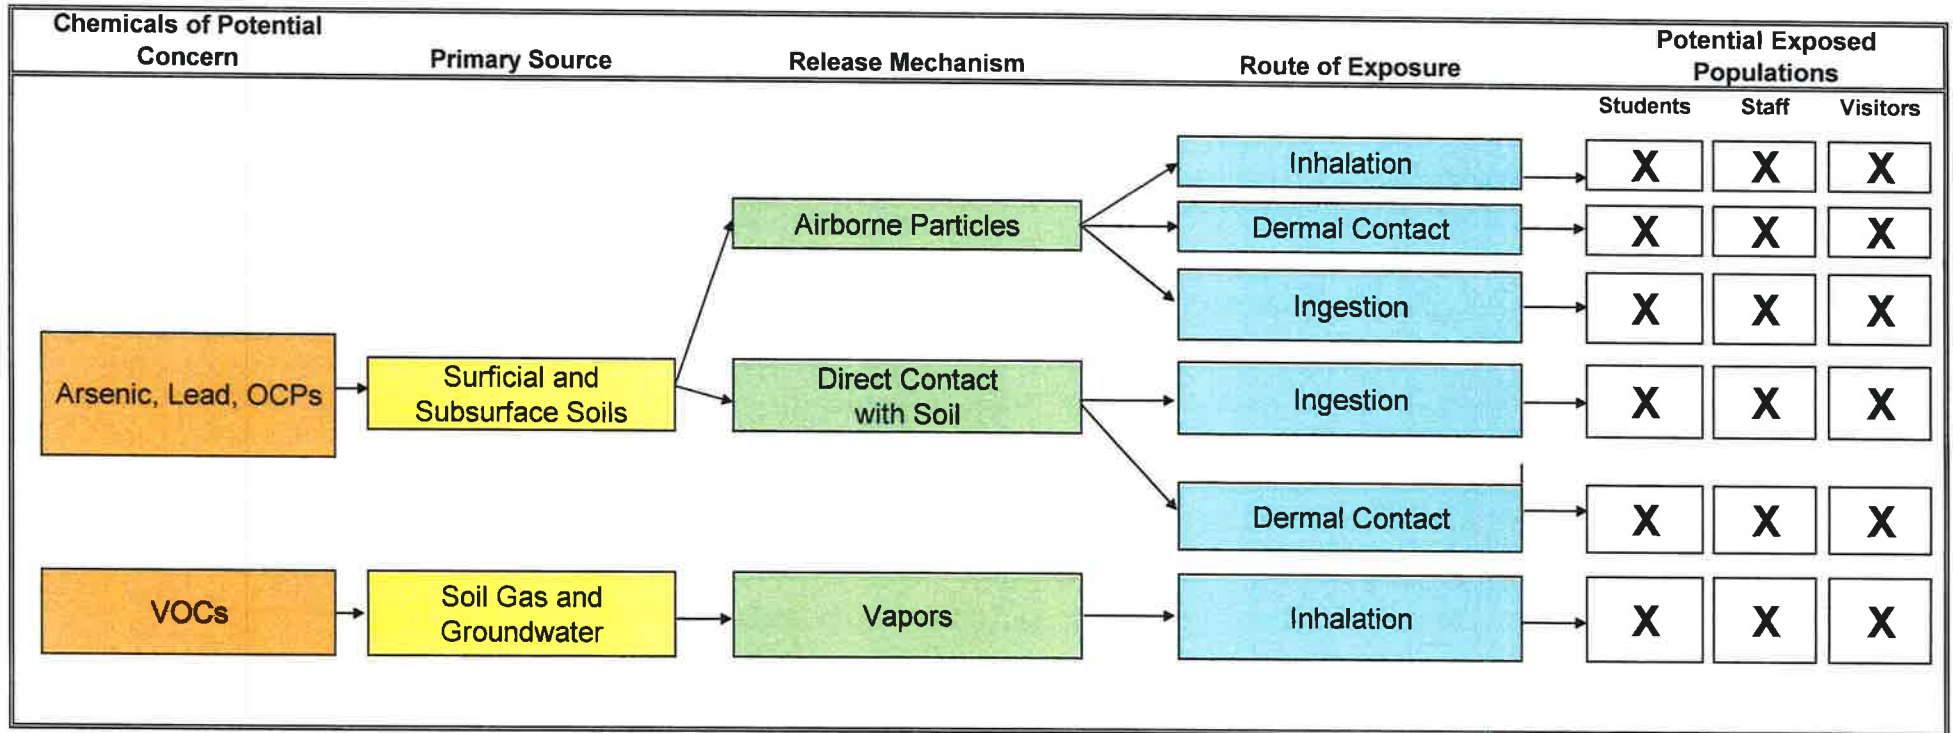 Chemicals of Potential
Concern
Primary Source
Release Mechanism
Route of Exposure
Potential Exposed
Populations
Students Staff Visitors
Inhalation X X X
Airborne Particles
Dermal Contact X X X
Ingestion X X X
Arsenic, Lead, OCPs
Surficial and
Subsurface Soils
Direct Contact
with Soil
Ingestion X X X
Dermal Contact X X X
VOCs
Soil Gas and
Groundwater
Vapors
Inhalation X X X